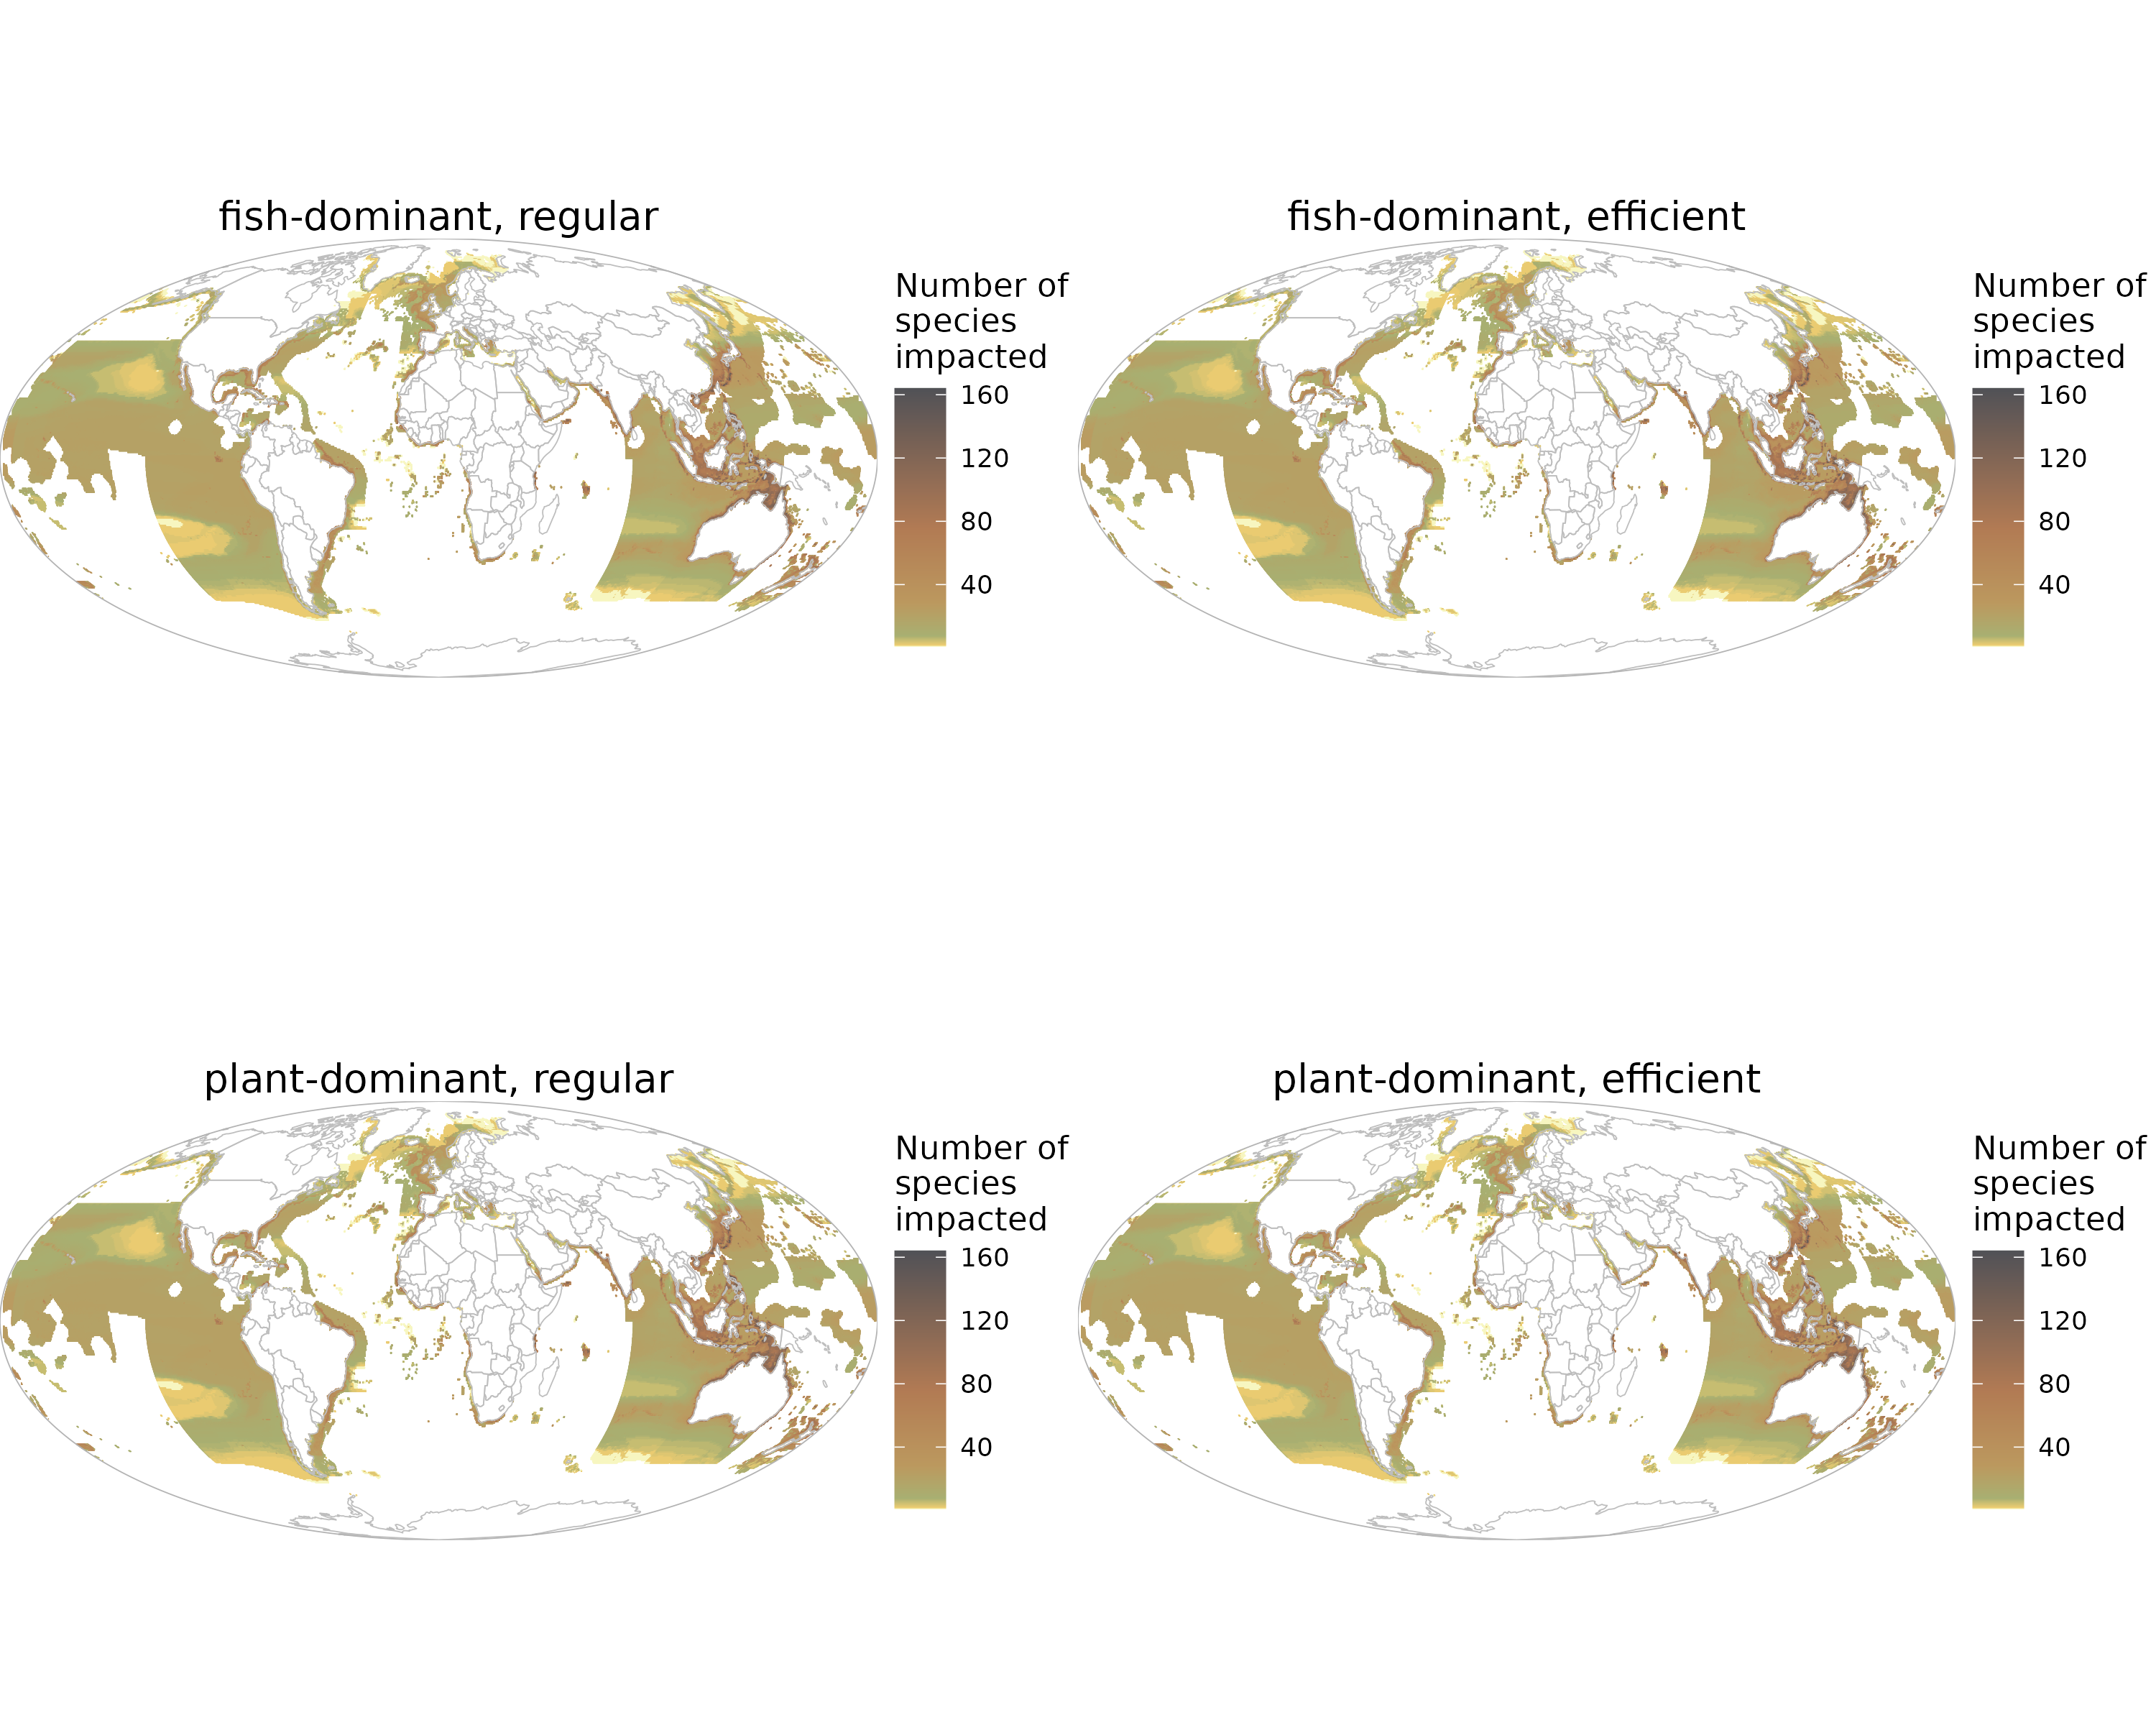 fish-dominant, regular
Number of
species
impacted
160
120
80
40
fish-dominant, efficient
Number of
species
impacted
160
120
80
40
plant-dominant, regular
Number of
species
impacted
160
120
80
40
plant-dominant, efficient
Number of
species
impacted
160
120
80
40